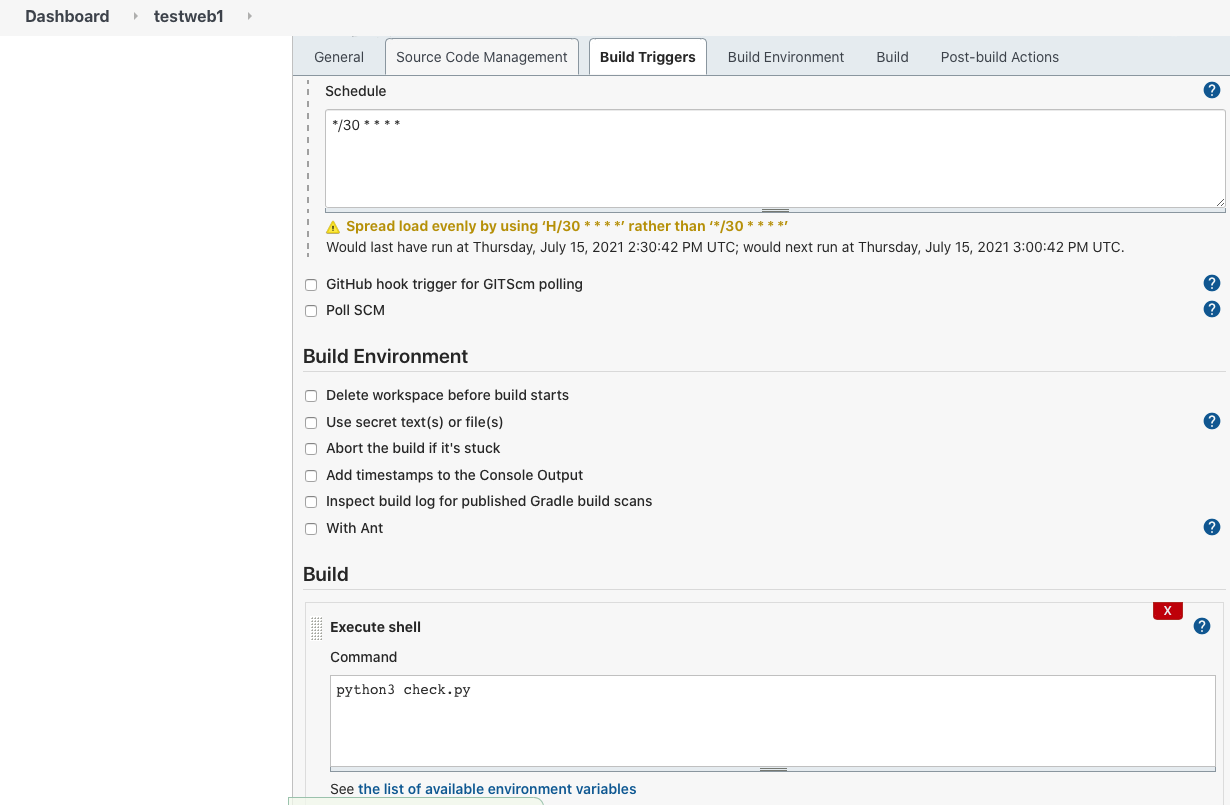 Dashboard testweb1
General Source Code Management Build Triggers Build Environment Build Post-build Actions
Schedule ?
*/30 * * * *
Spread load evenly by using ‘H/30 * * * *’ rather than ‘*/30 * * * *’
Would last have run at Thursday, July 15, 2021 2:30:42 PM UTC; would next run at Thursday, July 15, 2021 3:00:42 PM UTC.
GitHub hook trigger for GITScm polling ?
Poll SCM ?
Build Environment
Delete workspace before build starts
Use secret text(s) or file(s) ?
Abort the build if it's stuck
Add timestamps to the Console Output
Inspect build log for published Gradle build scans
With Ant ?
Build
X
Execute shell ?
Command
python3 check.py
See the list of available environment variables